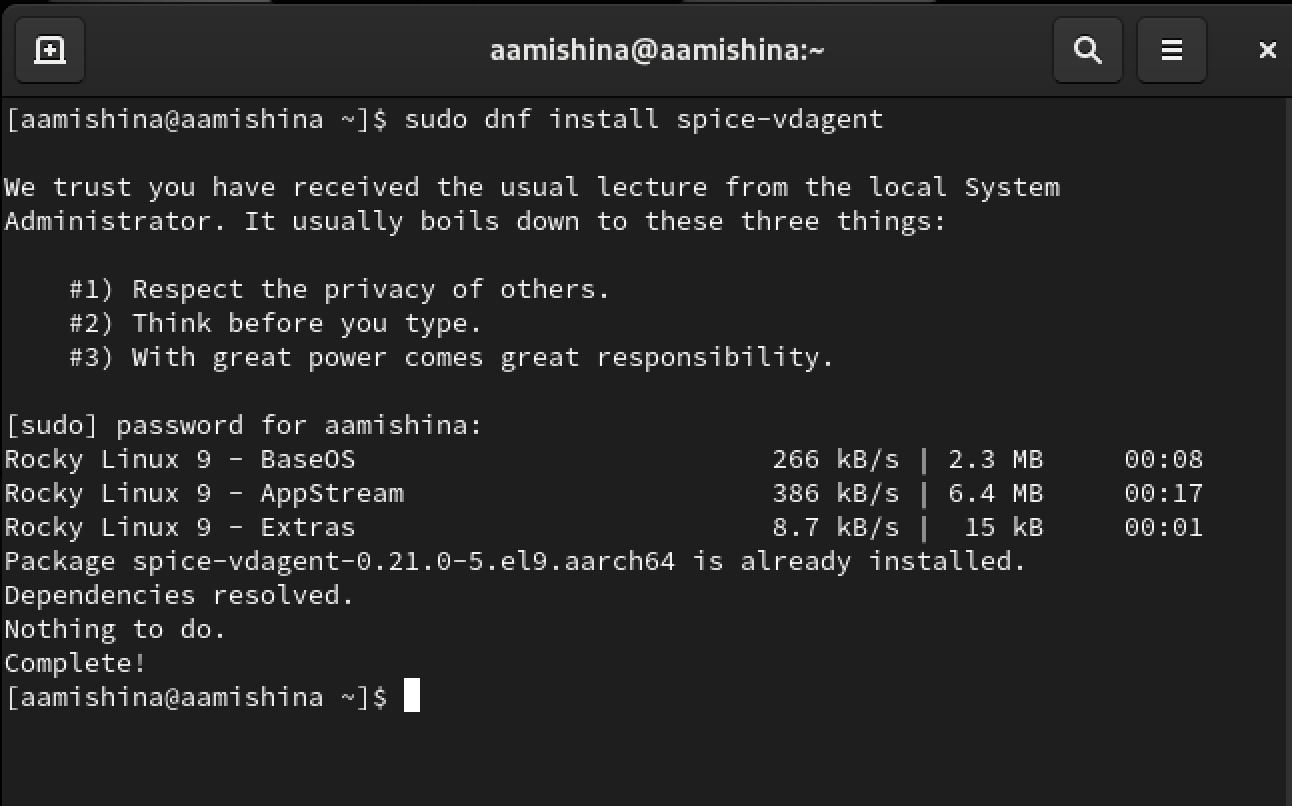 aamishina@aamishina:~
[aamishina@aamishina ~]$ sudo dnf install spice-vdagent
We trust you have received the usual lecture from the local System
Administrator. It usually boils down to these three things:
#1) Respect the privacy of others.
#2) Think before you type.
#3) With great power comes great responsibility.
[sudo] password for aamishina:
Rocky Linux 9 - BaseOS 266 kB/s | 2.3 MB 00:08
Rocky Linux 9 - AppStream 386 kB/s | 6.4 MB 00:17
Rocky Linux 9 - Extras 8.7 kB/s | 15 kB 00:01
Package spice-vdagent-0.21.0-5.el9.aarch64 is already installed.
Dependencies resolved.
Nothing to do.
Complete!
[aamishina@aamishina ~]$